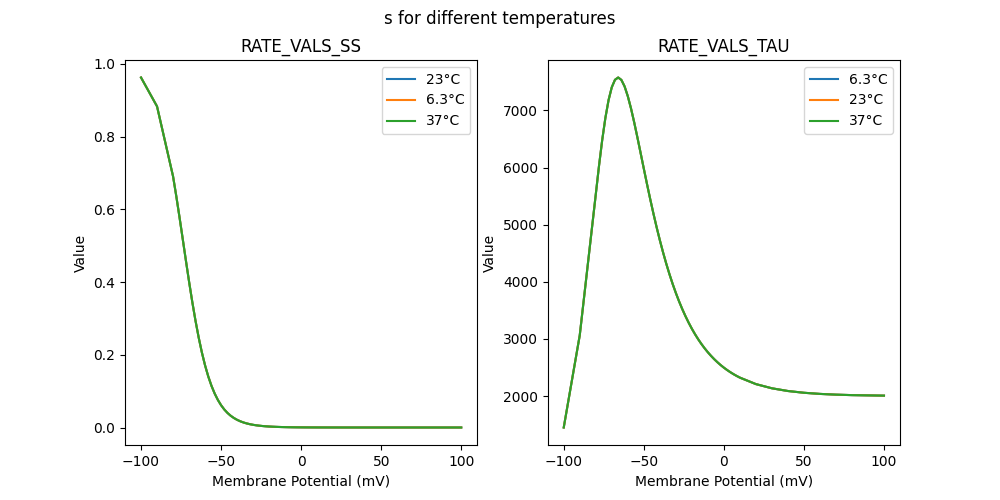 s for different temperatures
RATE_VALS_SS
1.0
0.8
0.6
0.4
0.2
0.0
Value
−100
−50
0
50
100
Membrane Potential (mV)
23°C
6.3°C
37°C
RATE_VALS_TAU
7000
6000
5000
4000
3000
2000
Value
−100
−50
0
50
100
Membrane Potential (mV)
6.3°C
23°C
37°C